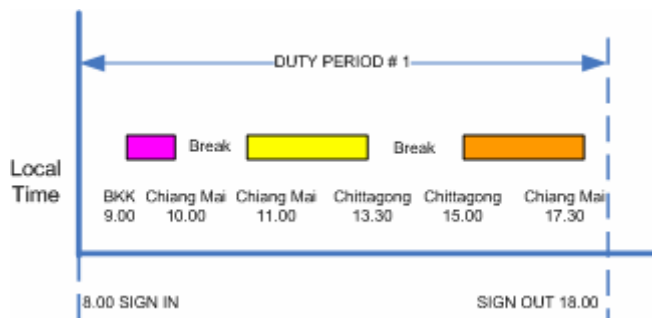 DUTY PERIOD # 1
Break
Break
Local
Time
BKK Chiang Mai Chiang Mai Chittagong Chittagong Chiang Mai
9.00 10.00 11.00 13.30 15.00 17.30
8.00 SIGN IN
SIGN OUT 18.00